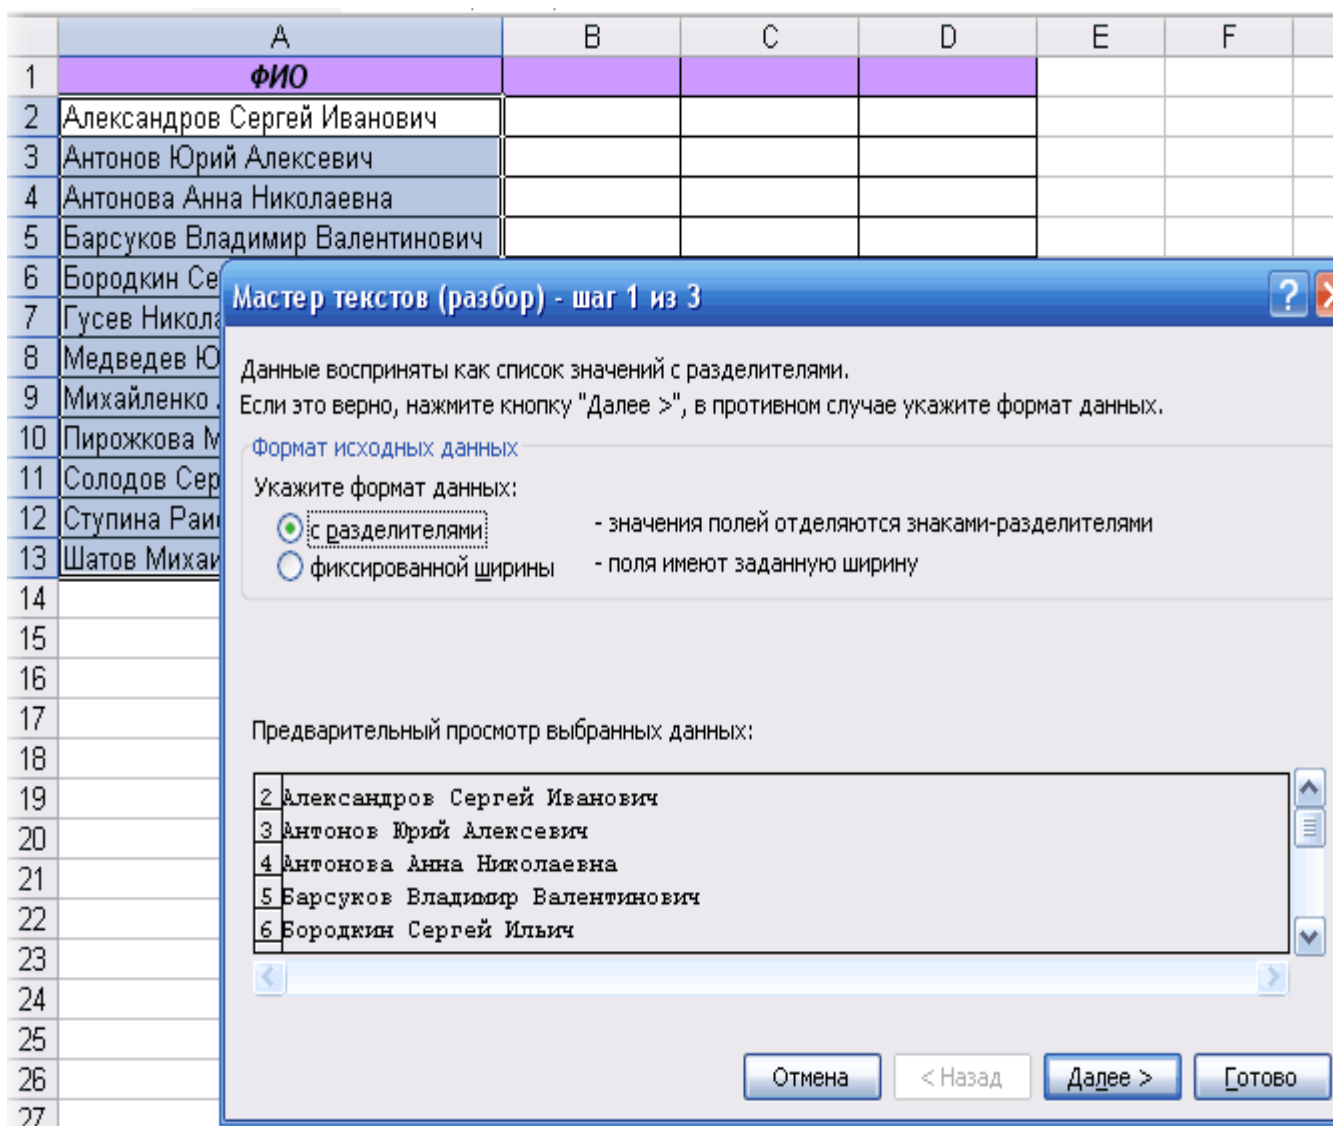 A B C D E F
1 ФИО
2 Александров Сергей Иванович
3 Антонов Юрий Алексевич
4 Антонова Анна Николаевна
5 Барсуков Владимир Валентинович
6 Бородкин Се
7 Гусев Никола
8 Медведев Ю
9 Михайленко
10 Пирожкова М
11 Солодов Сер
12 Ступина Раи
13 Шатов Михаи
14
15
16
17
18
19
20
21
22
23
24
25
26
27
Мастер текстов (разбор) - шаг 1 из 3
Данные восприняты как список значений с разделителями.
Если это верно, нажмите кнопку "Далее >", в противном случае укажите формат данных.
Формат исходных данных
Укажите формат данных:
с разделителями - значения полей отделяются знаками-разделителями
фиксированной ширины - поля имеют заданную ширину
Предварительный просмотр выбранных данных:
2 Александров Сергей Иванович
3 Антонов Юрий Алексевич
4 Антонова Анна Николаевна
5 Барсуков Владимир Валентинович
6 Бородкин Сергей Ильич
Отмена < Назад Далее > Готово